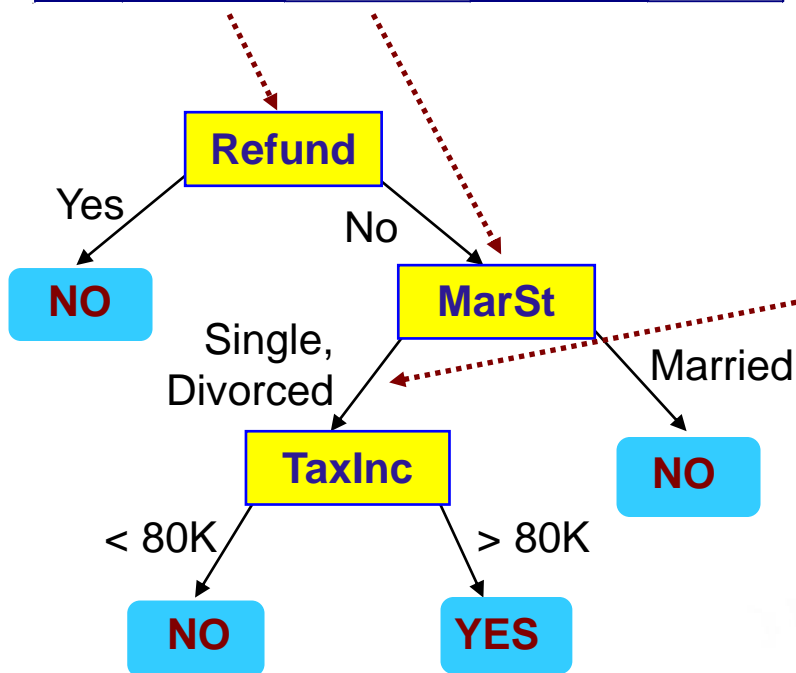 Refund
Yes
No
NO
MarSt
Single,
Divorced
Married
TaxInc
NO
< 80K
> 80K
NO
YES